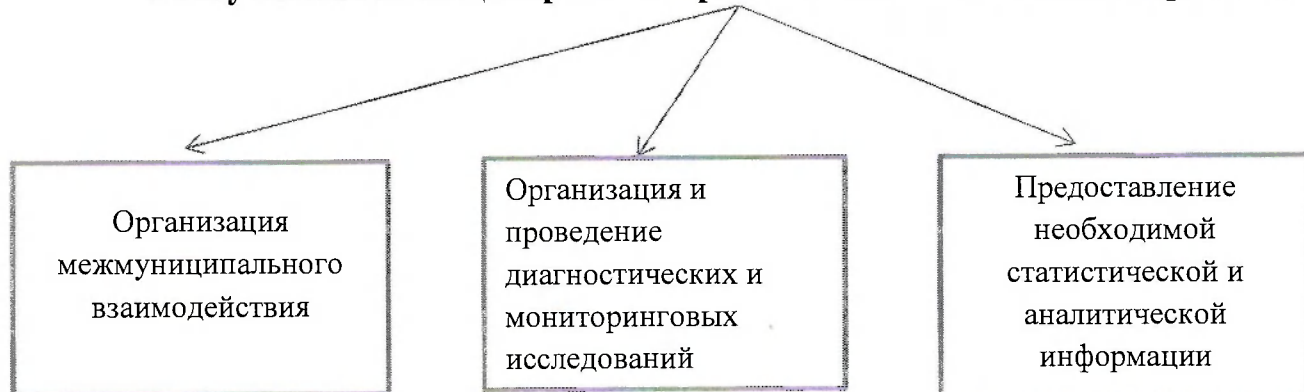 Организация
межмуниципального
взаимодействия
Организация и
проведение
диагностических и
мониторинговых
исследований
Предоставление
необходимой
статистической и
аналитической
информации